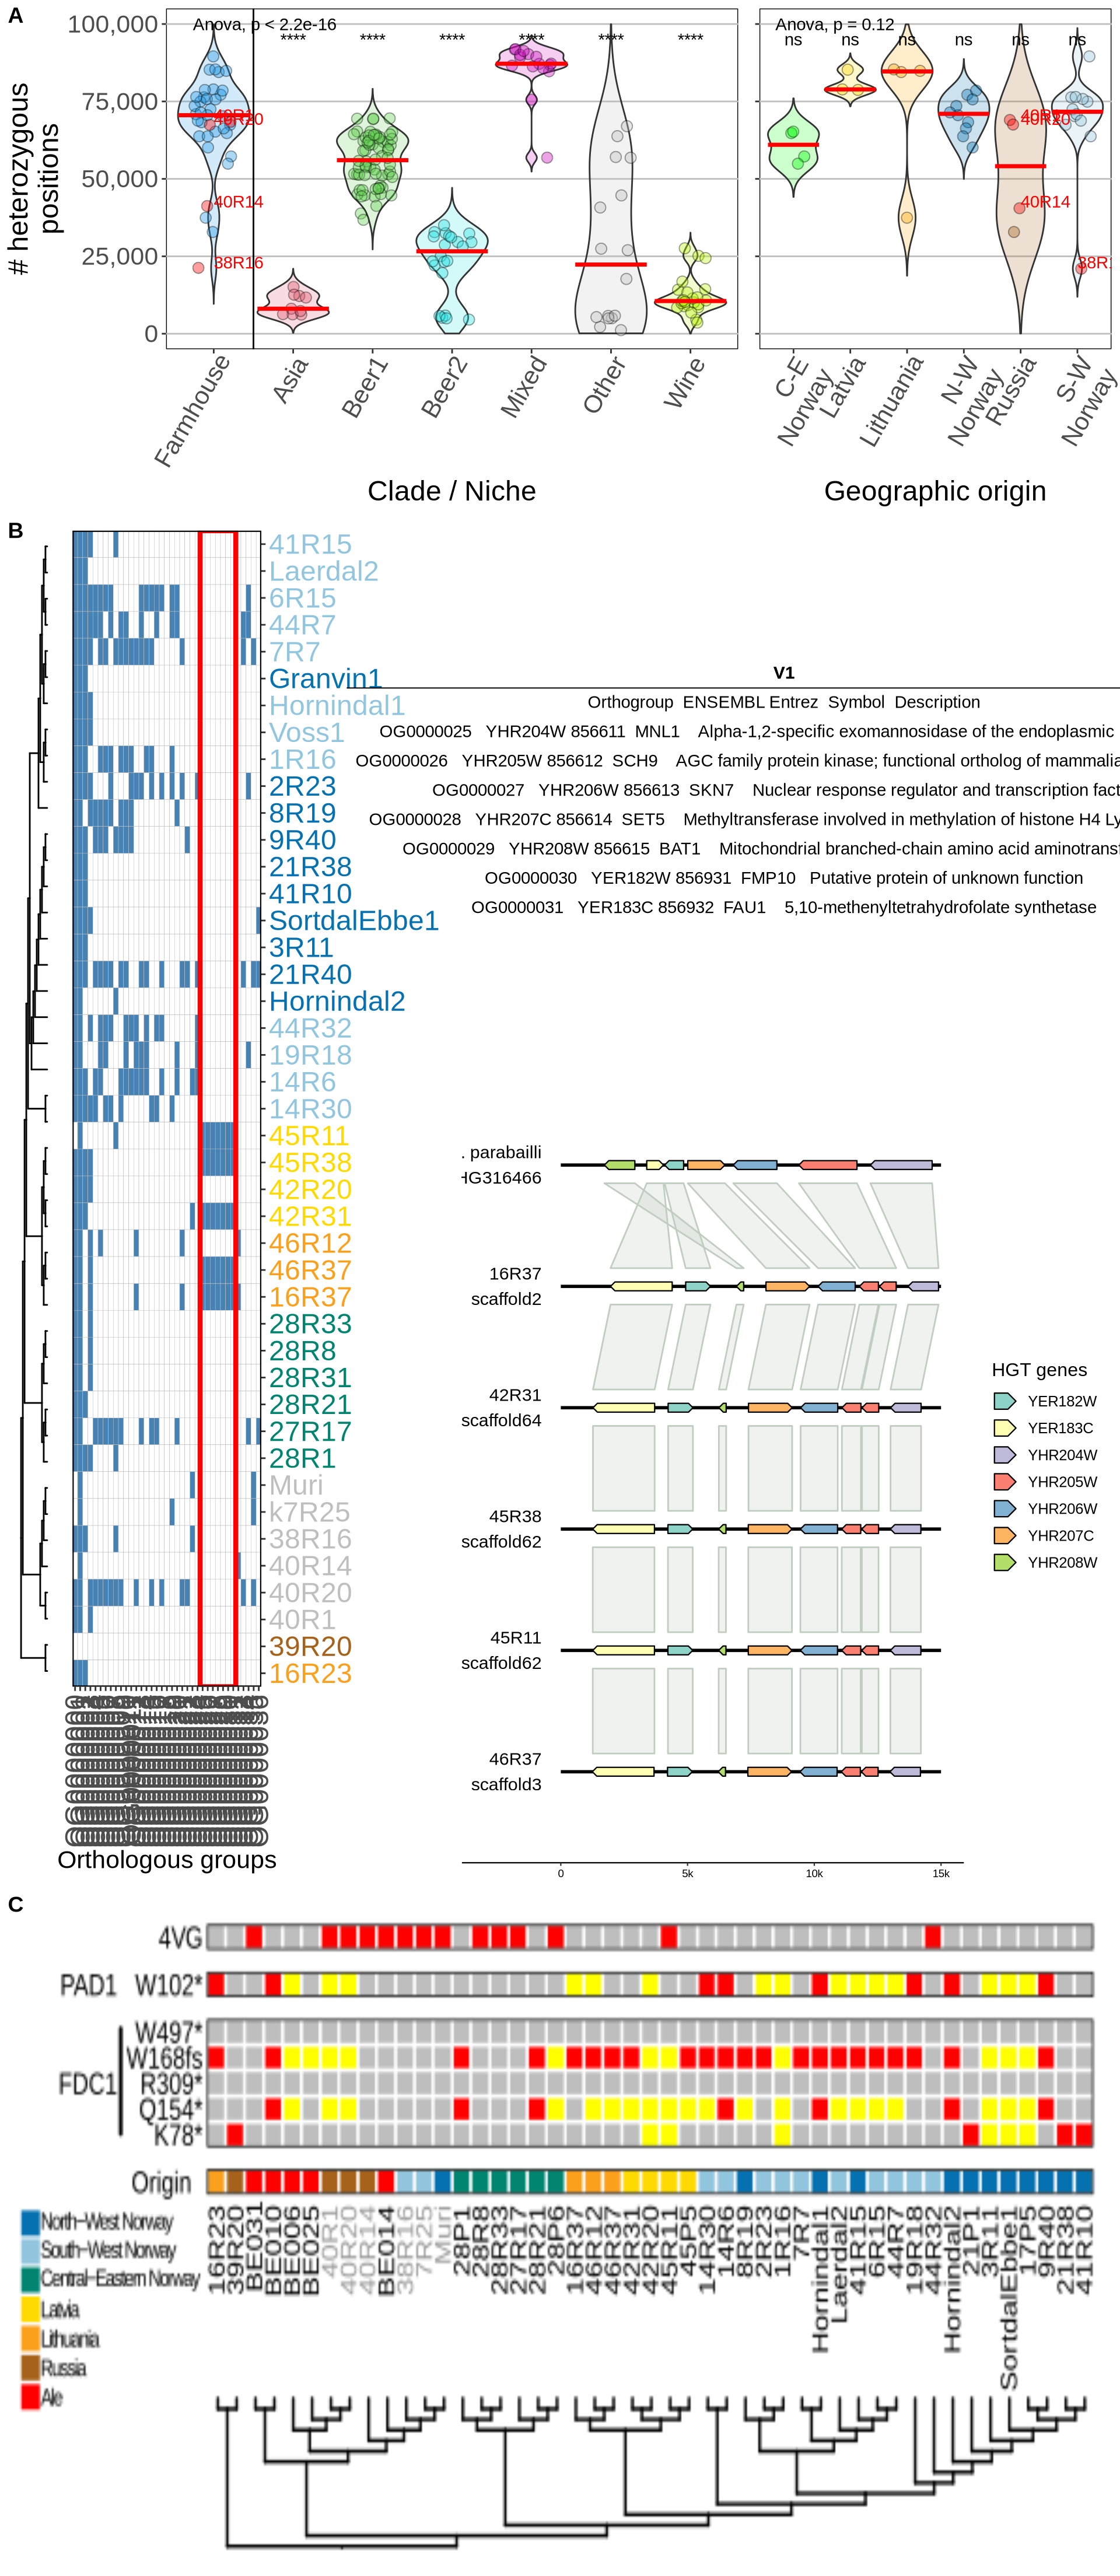 A
# heterozygous
positions
100,000
75,000
50,000
25,000
0
Anova, p < 2.2e-16
**** **** **** **** **** ****
40R20
40R14
38R16
Farmhouse
Asia
Beer1
Beer2
Mixed
Other
Wine
Clade / Niche
Anova, p = 0.12
ns ns ns ns ns ns
40R20
40R14
38R1
C-E
Norway
Latvia
Lithuania
N-W
Norway
Russia
S-W
Norway
Geographic origin
B
41R15
Laerdal2
6R15
44R7
7R7
Granvin1
Hornindal1
Voss1
1R16
2R23
8R19
9R40
21R38
41R10
SortdalEbbe1
3R11
21R40
Hornindal2
44R32
19R18
14R6
14R30
45R11
45R38
42R20
42R31
46R12
46R37
16R37
28R33
28R8
28R31
28R21
27R17
28R1
Muri
k7R25
38R16
40R14
40R20
40R1
39R20
16R23
Orthologous groups
V1
Orthogroup ENSEMBL Entrez Symbol Description
OG0000025 YHR204W 856611 MNL1 Alpha-1,2-specific exomannosidase of the endoplasmic
OG0000026 YHR205W 856612 SCH9 AGC family protein kinase; functional ortholog of mammalia
OG0000027 YHR206W 856613 SKN7 Nuclear response regulator and transcription fact
OG0000028 YHR207C 856614 SET5 Methyltransferase involved in methylation of histone H4 Ly
OG0000029 YHR208W 856615 BAT1 Mitochondrial branched-chain amino acid aminotrans
OG0000030 YER182W 856931 FMP10 Putative protein of unknown function
OG0000031 YER183C 856932 FAU1 5,10-methenyltetrahydrofolate synthetase
. parabailli
HG316466
16R37
scaffold2
42R31
scaffold64
45R38
scaffold62
45R11
scaffold62
46R37
scaffold3
0 5k 10k 15k
HGT genes
YER182W
YER183C
YHR204W
YHR205W
YHR206W
YHR207C
YHR208W
C
4VG
PAD1 W102*
FDC1
W497*
W168fs
R309*
Q154*
K78*
Origin
16R23
39R20
BE031
BE010
BE006
BE025
40R1
40R20
40R14
BE014
38R16
7R25
Muri
28P1
28R8
28R33
27R17
28R21
28P6
16R37
46R12
46R37
42R31
42R20
45R11
45P5
14R30
14R6
8R19
2R23
1R16
7R7
Hornindal1
Laerdal2
41R15
6R15
44R7
19R18
44R32
Hornindal2
21P1
3R11
SortdalEbbe1
17P5
9R40
21R38
41R10
North-West Norway
South-West Norway
Central-Eastern Norway
Latvia
Lithuania
Russia
Ale